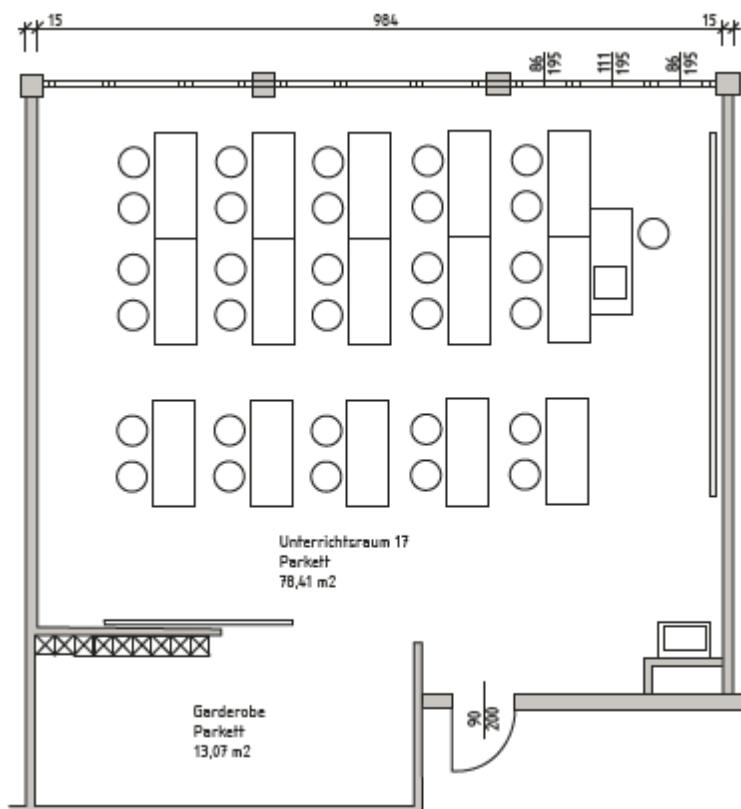 15 984 15
86
195
111
195
86
195
Unterrichtsraum 17
Parkett
78,41 m2
Garderobe
Parkett
13,07 m2
90
200